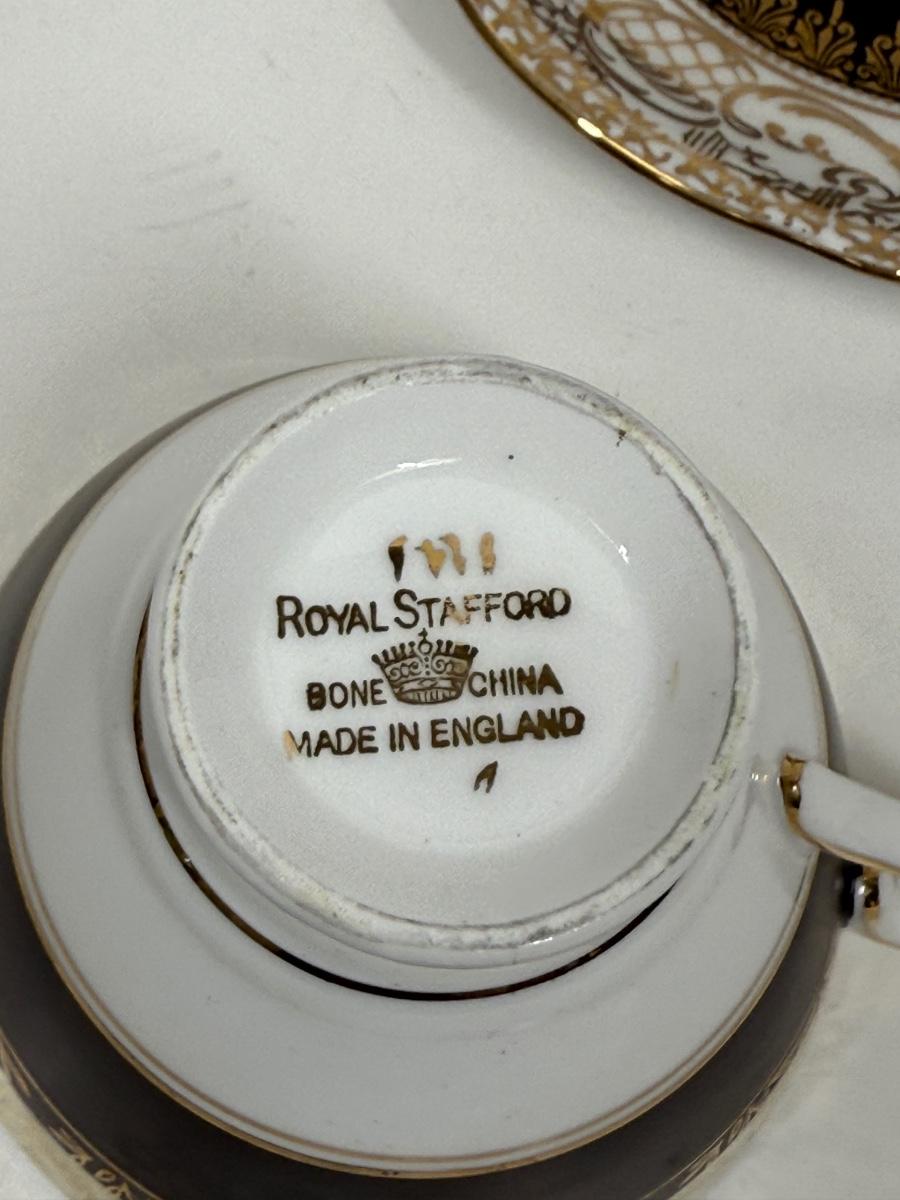 ROYAL STAFFORD
BONE CHINA
MADE IN ENGLAND